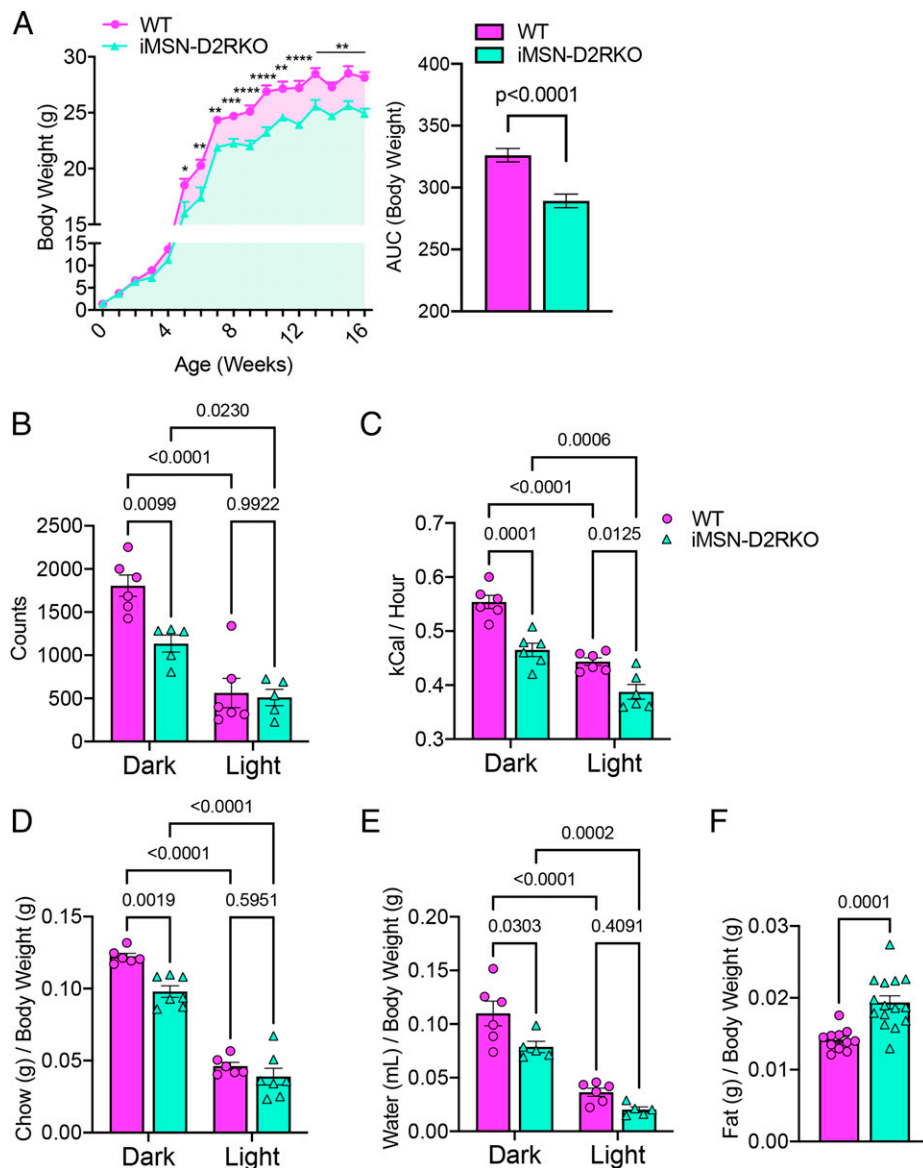 A
WT
iMSN-D2RKO
Body Weight (g)
30
25
20
15
15
10
5
0
* ** ** *** **** **** ** **** **
0 4 8 12 16
Age (Weeks)
WT
iMSN-D2RKO
AUC (Body Weight)
400
350
300
250
200
p<0.0001
B
0.0230
<0.0001
0.0099 0.9922
Counts
2500
2000
1500
1000
500
0
Dark Light
C
0.0006
<0.0001
0.0001 0.0125
WT
iMSN-D2RKO
kCal / Hour
0.7
0.6
0.5
0.4
0.3
Dark Light
D
<0.0001
<0.0001
0.0019 0.5951
Chow (g) / Body Weight (g)
0.15
0.10
0.05
0.00
Dark Light
E
0.0002
<0.0001
0.0303 0.4091
Water (mL) / Body Weight (g)
0.20
0.15
0.10
0.05
0.00
Dark Light
F
0.0001
Fat (g) / Body Weight (g)
0.03
0.02
0.01
0.00